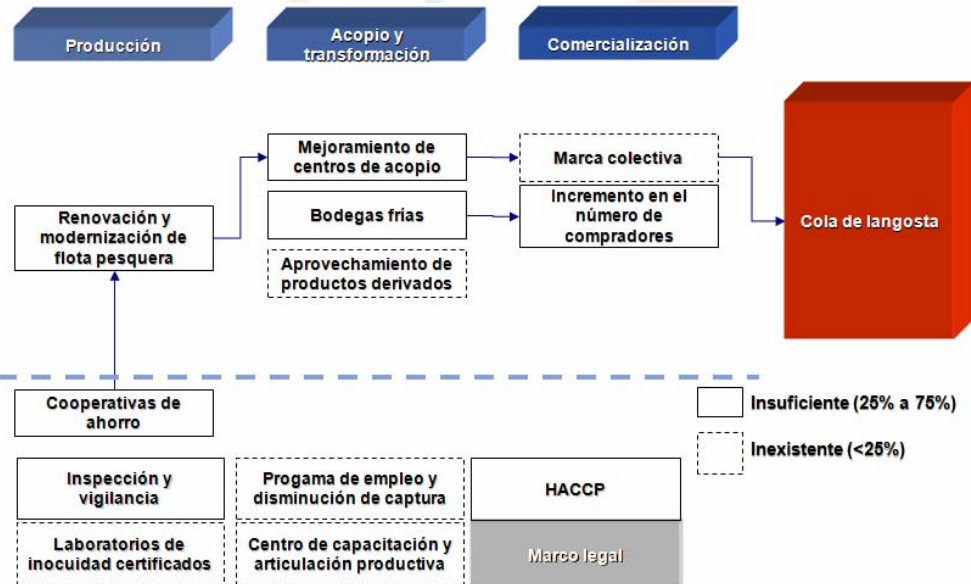 Producción
Acopio y
transformación
Comercialización
Mejoramiento de
centros de acopio
Marca colectiva
Renovación y
modernización de
flota pesquera
Bodegas frías
Incremento en el
número de
compradores
Cola de langosta
Aprovechamiento de
productos derivados
Cooperativas de
ahorro
Insuficiente (25% a 75%)
Inexistente (<25%)
Inspección y
vigilancia
Progama de empleo y
disminución de captura
HACCP
Laboratorios de
inocuidad certificados
Centro de capacitación y
articulación productiva
Marco legal